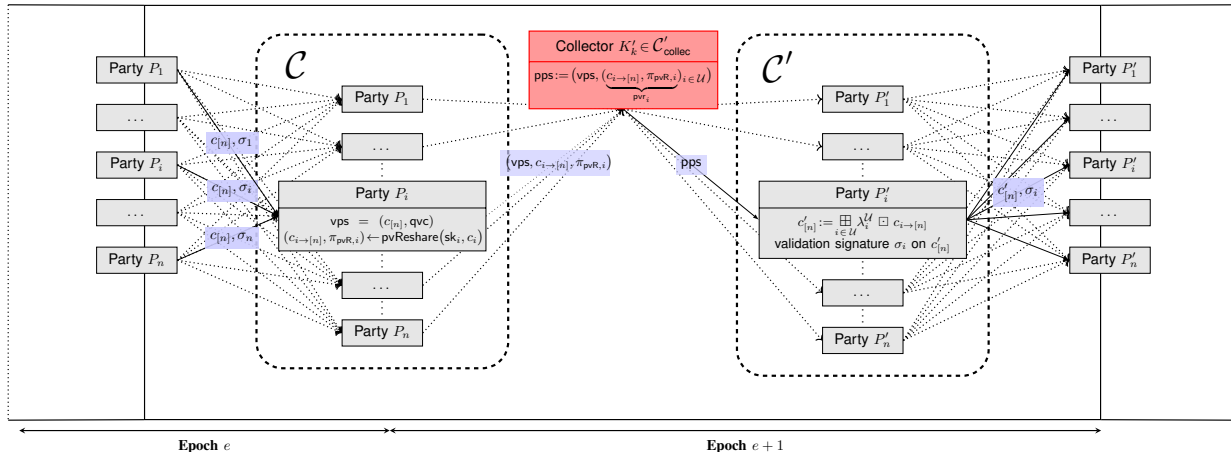 Party P_1
. . .
Party P_i
. . .
Party P_n
c_{[n]}, σ_1
c_{[n]}, σ_i
c_{[n]}, σ_n
𝒞
Party P_1
. . .
Party P_i
vps = (c_{[n]}, qvc)
(c_{i→[n]}, π_{pvR,i}) ← pvReshare(sk_i, c_i)
. . .
Party P_n
(vps, c_{i→[n]}, π_{pvR,i})
Collector K'_k ∈ 𝒞'_{collec}
pps := (vps, (c_{i→[n]}, π_{pvR,i})_{i∈𝒰})
pvr_i
pps
𝒞'
Party P'_1
. . .
Party P'_i
c'_{[n]} := ⊞_{i∈𝒰} λ_i^𝒰 ⊡ c_{i→[n]}
validation signature σ_i on c'_{[n]}
. . .
Party P'_n
c'_{[n]}, σ_i
Party P'_1
. . .
Party P'_i
. . .
Party P'_n
Epoch e
Epoch e + 1